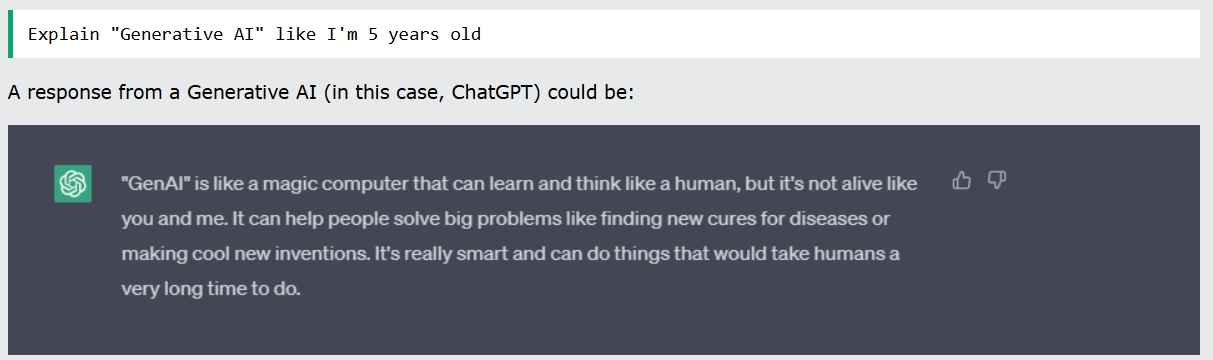 Explain "Generative AI" like I'm 5 years old
A response from a Generative AI (in this case, ChatGPT) could be:
"GenAI" is like a magic computer that can learn and think like a human, but it's not alive like
you and me. It can help people solve big problems like finding new cures for diseases or
making cool new inventions. It's really smart and can do things that would take humans a
very long time to do.